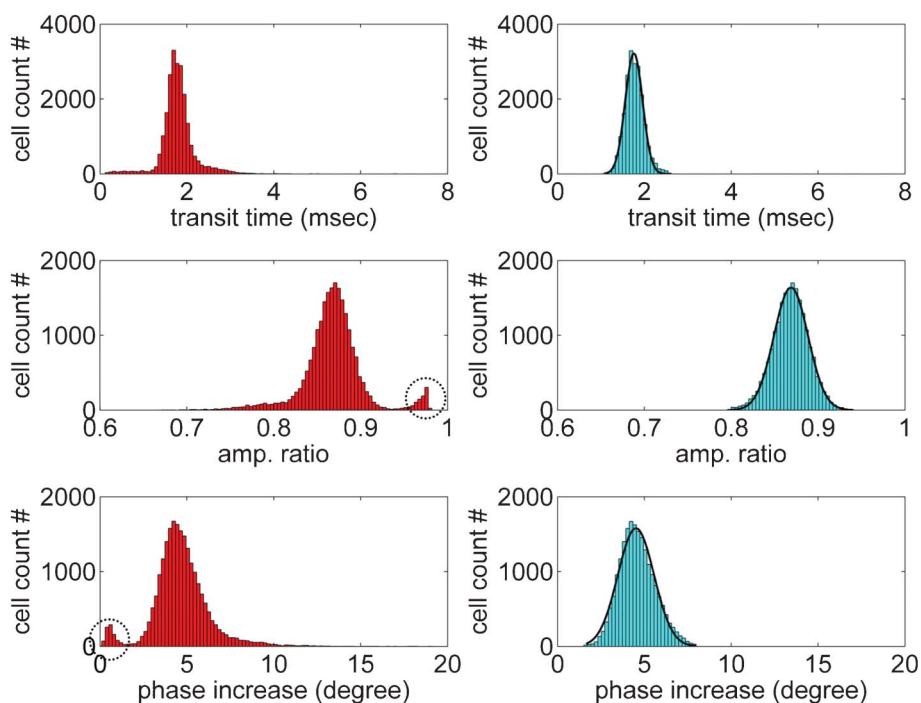 4000
2000
0
cell count #
0 2 4 6 8
transit time (msec)
4000
2000
0
cell count #
0 2 4 6 8
transit time (msec)
2000
1000
0
cell count #
0.6 0.7 0.8 0.9 1
amp. ratio
2000
1000
0
cell count #
0.6 0.7 0.8 0.9 1
amp. ratio
2000
1000
0
cell count #
0 5 10 15 20
phase increase (degree)
2000
1000
0
cell count #
0 5 10 15 20
phase increase (degree)